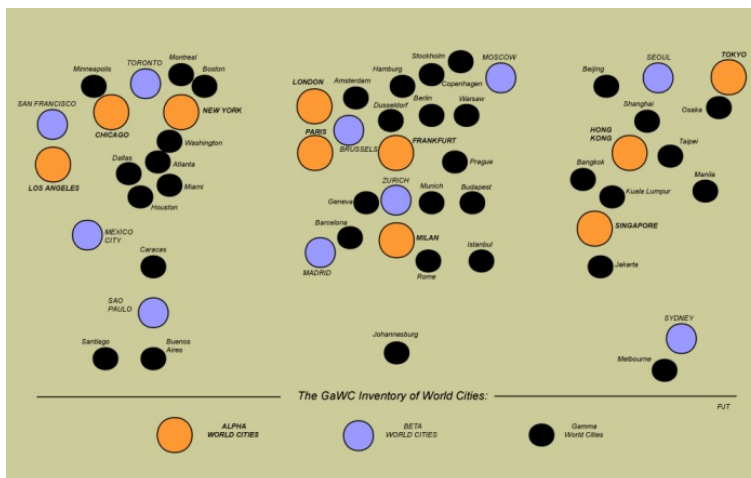 Minneapolis
TORONTO
Montreal
Boston
SAN FRANCISCO
CHICAGO
NEW YORK
Washington
LOS ANGELES
Dallas
Atlanta
Miami
Houston
MEXICO
CITY
Caracas
SAO
PAULO
Santiago
Buenos
Aires
Stockholm
MOSCOW
Hamburg
LONDON
Amsterdam
Copenhagen
Dusseldorf
Berlin
Warsaw
PARIS
BRUSSELS
FRANKFURT
Prague
ZURICH
Geneva
Munich
Budapest
Barcelona
MADRID
MILAN
Rome
Istanbul
Johannesburg
TOKYO
SEOUL
Beijing
Shanghai
Osaka
HONG
KONG
Taipei
Bangkok
Manila
Kuala Lumpur
SINGAPORE
Jakarta
SYDNEY
Melbourne
The GaWC Inventory of World Cities:
PJT
ALPHA
WORLD CITIES
BETA
WORLD CITIES
Gamma
World Cities